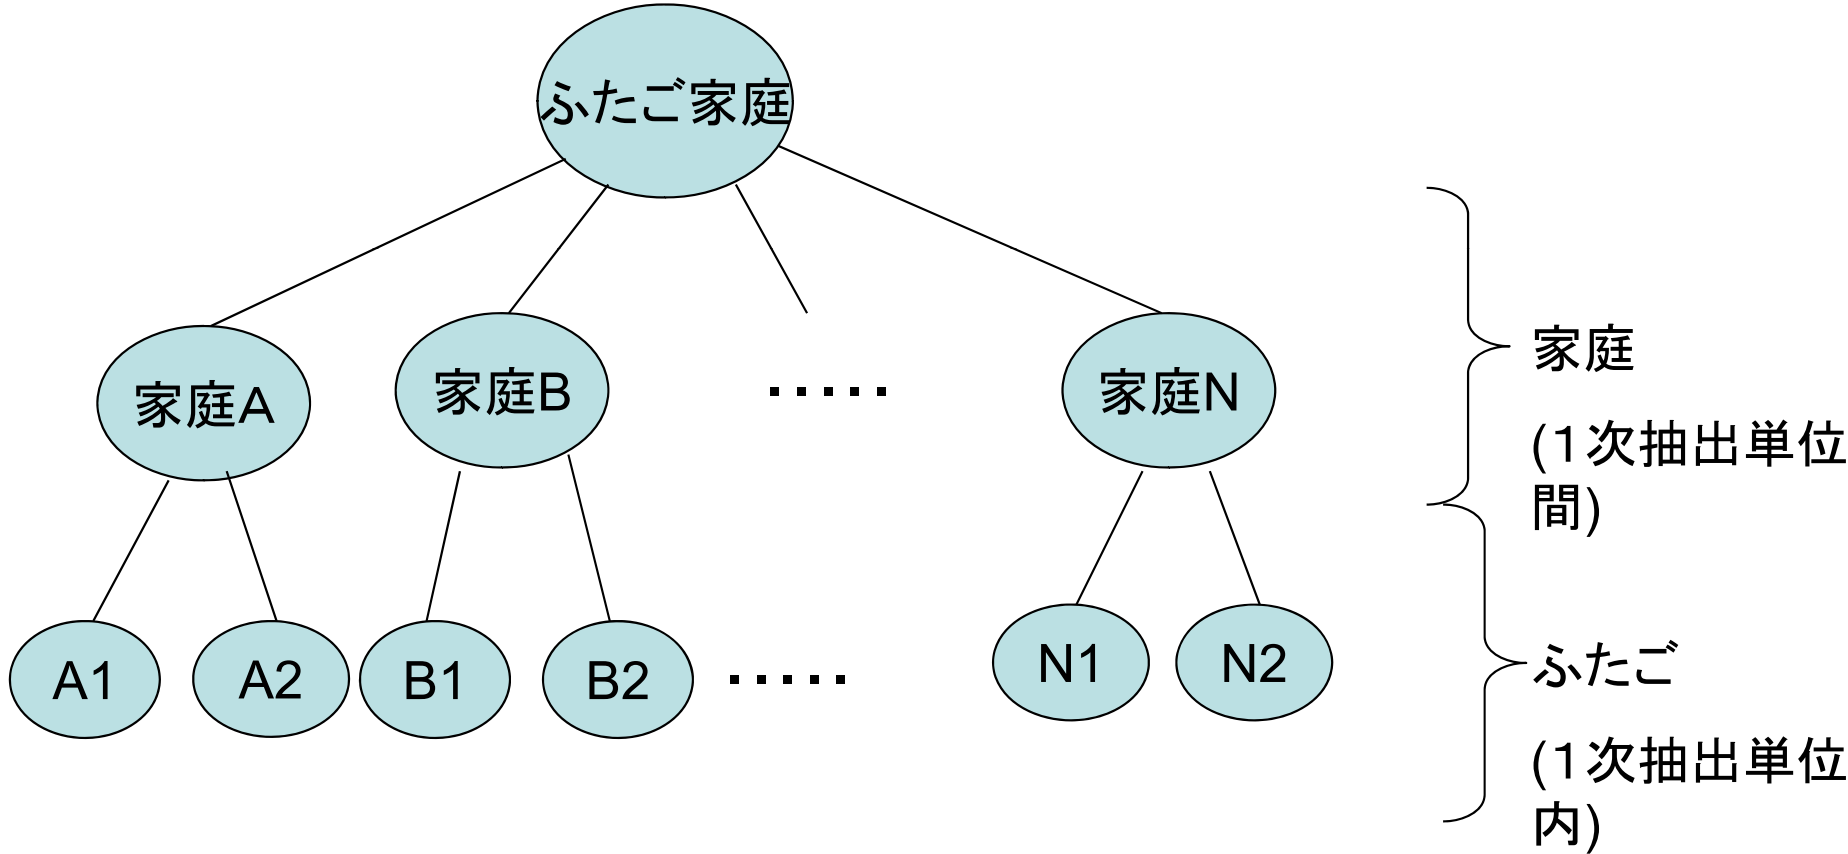 ふたご家庭
家庭A
家庭B
・・・・・
家庭N
家庭
(１次抽出単位
間)
A1
A2
B1
B2
・・・・・
N1
N2
ふたご
(１次抽出単位
内)